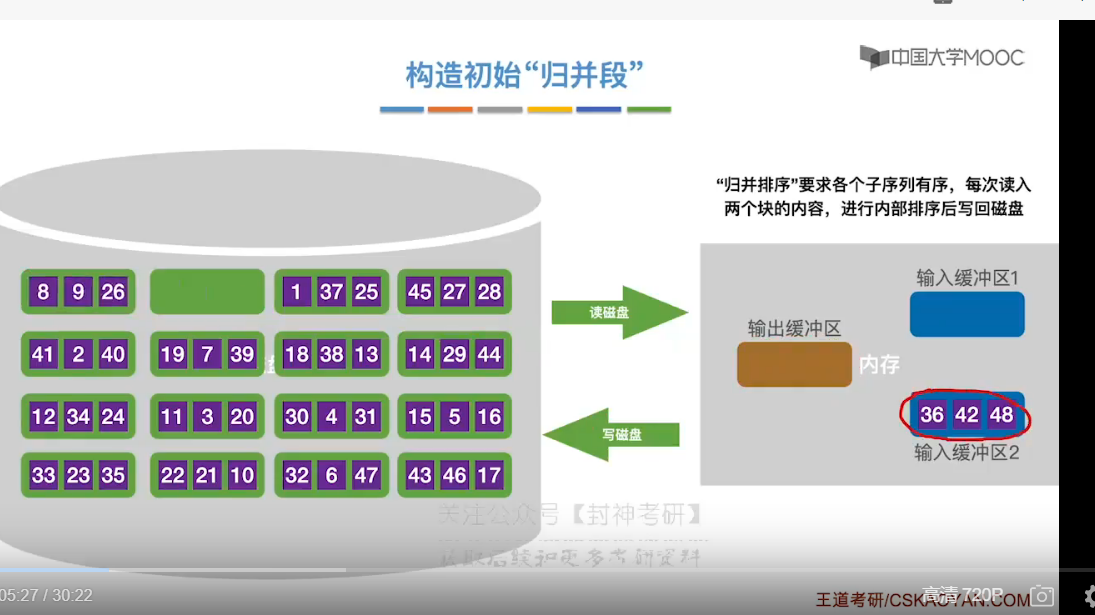 中国大学MOOC
构造初始“归并段”
“归并排序”要求各个子序列有序，每次读入
两个块的内容，进行内部排序后写回磁盘
8 9 26
1 37 25
45 27 28
读磁盘
输入缓冲区1
输出缓冲区
内存
41 2 40
19 7 39
盘
18 38 13
14 29 44
12 34 24
11 3 20
30 4 31
15 5 16
写磁盘
36 42 48
输入缓冲区2
33 23 35
22 21 10
32 6 47
43 46 17
关注公众号【封神考研】
获取后续和更多考研资料
05:27 / 30:22
高清 720P
王道考研/CSKAOYAN.COM